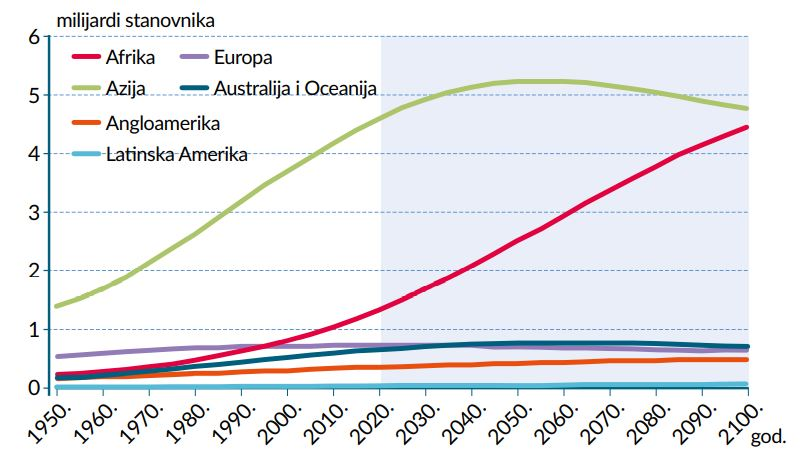 milijardi stanovnika
6
5
4
3
2
1
0
Afrika
Europa
Azija
Australija i Oceanija
Angloamerika
Latinska Amerika
1950.
1960.
1970.
1980.
1990.
2000.
2010.
2020.
2030.
2040.
2050.
2060.
2070.
2080.
2090.
2100.
god.